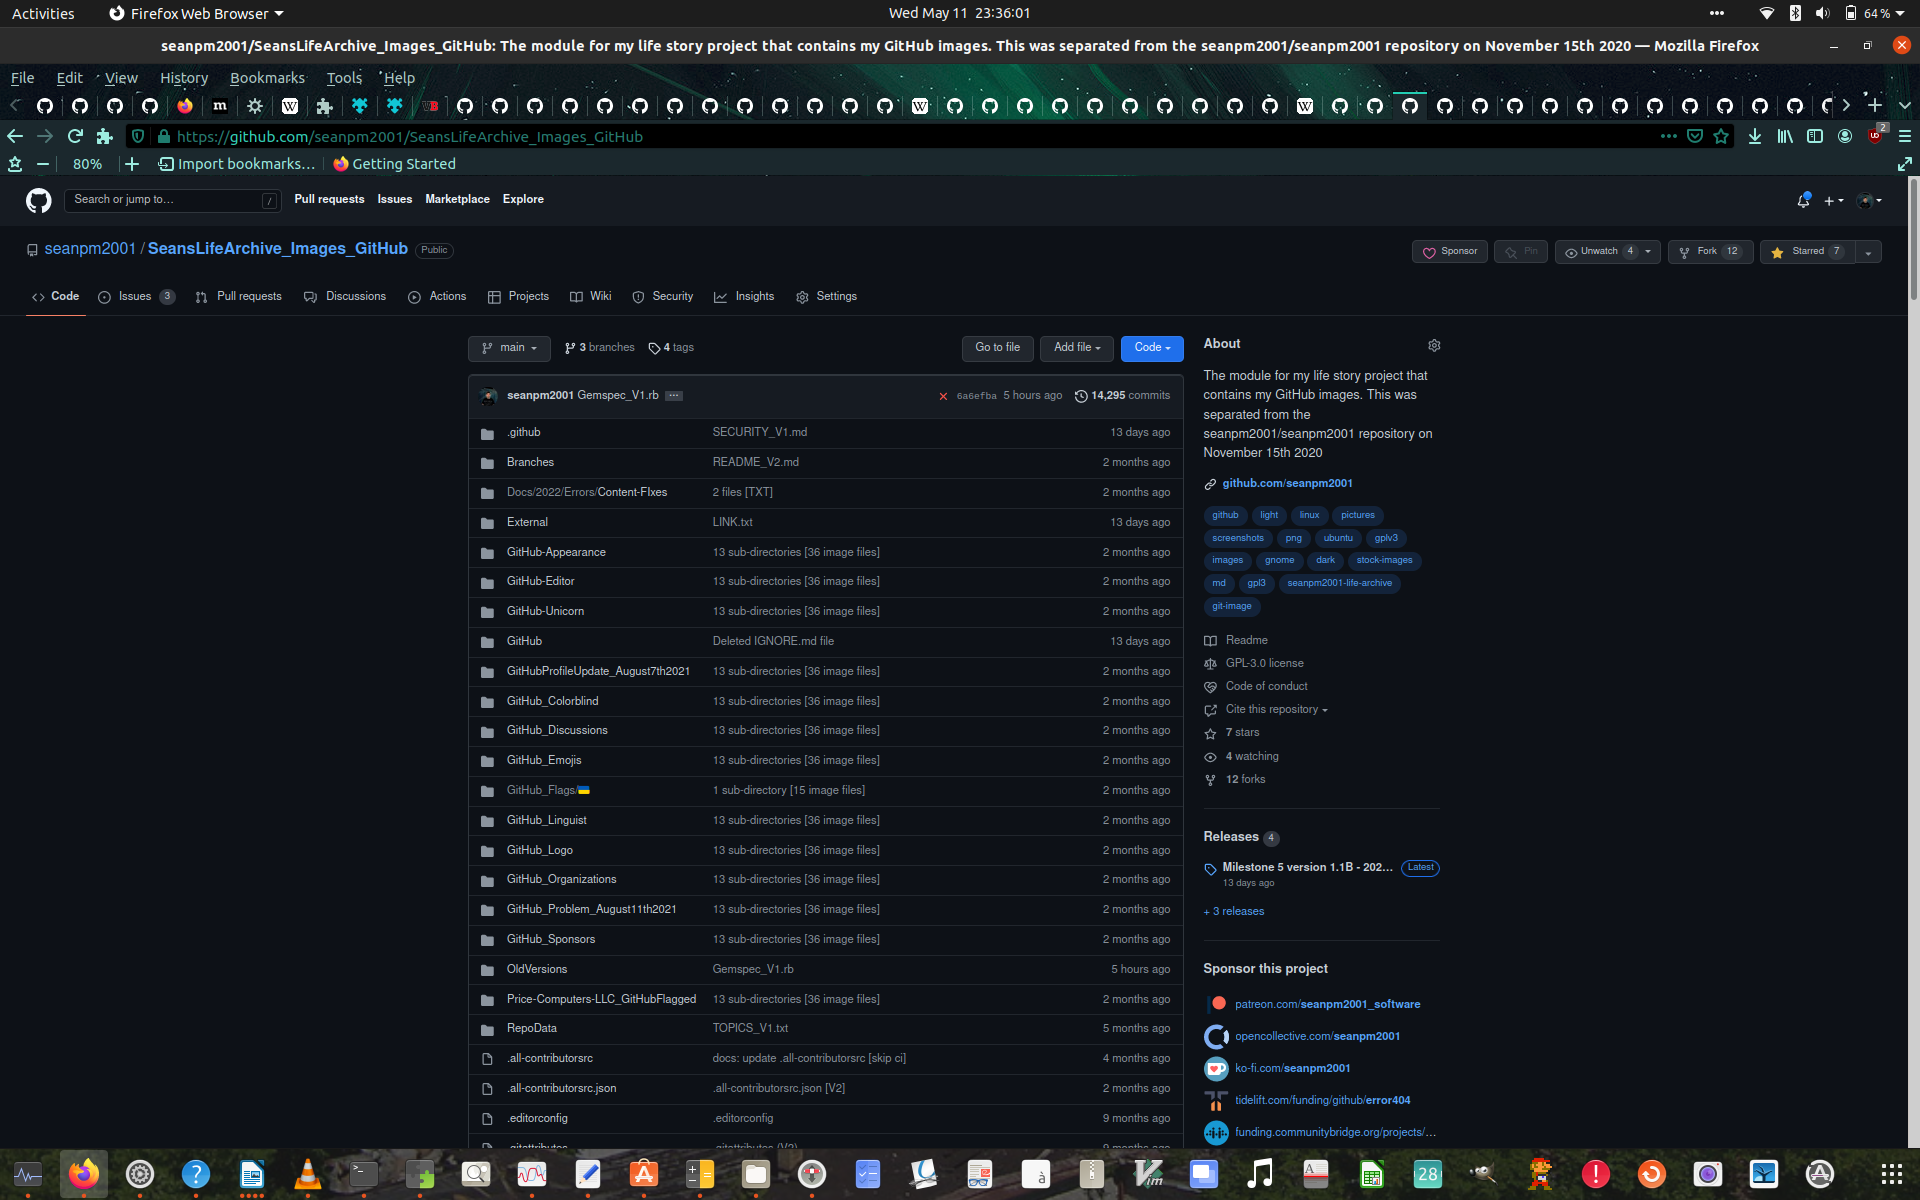 Activities
Firefox Web Browser
Wed May 11 23:36:01
64 %
seanpm2001/SeansLifeArchive_Images_GitHub: The module for my life story project that contains my GitHub images. This was separated from the seanpm2001/seanpm2001 repository on November 15th 2020 — Mozilla Firefox
File Edit View History Bookmarks Tools Help
https://github.com/seanpm2001/SeansLifeArchive_Images_GitHub
2
80%
Import bookmarks…
Getting Started
Search or jump to…
/
Pull requests Issues Marketplace Explore
seanpm2001 / SeansLifeArchive_Images_GitHub Public
Sponsor
Pin
Unwatch 4
Fork 12
Starred 7
Code
Issues 3
Pull requests
Discussions
Actions
Projects
Wiki
Security
Insights
Settings
main
3 branches
4 tags
Go to file
Add file
Code
seanpm2001 Gemspec_V1.rb
6a6efba 5 hours ago
14,295 commits
.github SECURITY_V1.md 13 days ago
Branches README_V2.md 2 months ago
Docs/2022/Errors/Content-FIxes 2 files [TXT] 2 months ago
External LINK.txt 13 days ago
GitHub-Appearance 13 sub-directories [36 image files] 2 months ago
GitHub-Editor 13 sub-directories [36 image files] 2 months ago
GitHub-Unicorn 13 sub-directories [36 image files] 2 months ago
GitHub Deleted IGNORE.md file 13 days ago
GitHubProfileUpdate_August7th2021 13 sub-directories [36 image files] 2 months ago
GitHub_Colorblind 13 sub-directories [36 image files] 2 months ago
GitHub_Discussions 13 sub-directories [36 image files] 2 months ago
GitHub_Emojis 13 sub-directories [36 image files] 2 months ago
GitHub_Flags/🇺🇦 1 sub-directory [15 image files] 2 months ago
GitHub_Linguist 13 sub-directories [36 image files] 2 months ago
GitHub_Logo 13 sub-directories [36 image files] 2 months ago
GitHub_Organizations 13 sub-directories [36 image files] 2 months ago
GitHub_Problem_August11th2021 13 sub-directories [36 image files] 2 months ago
GitHub_Sponsors 13 sub-directories [36 image files] 2 months ago
OldVersions Gemspec_V1.rb 5 hours ago
Price-Computers-LLC_GitHubFlagged 13 sub-directories [36 image files] 2 months ago
RepoData TOPICS_V1.txt 5 months ago
.all-contributorsrc docs: update .all-contributorsrc [skip ci] 4 months ago
.all-contributorsrc.json .all-contributorsrc.json [V2] 2 months ago
.editorconfig .editorconfig 9 months ago
.gitattributes .gitattributes (V2) 9 months ago
About
The module for my life story project that
contains my GitHub images. This was
separated from the
seanpm2001/seanpm2001 repository on
November 15th 2020
github.com/seanpm2001
github light linux pictures
screenshots png ubuntu gplv3
images gnome dark stock-images
md gpl3 seanpm2001-life-archive
git-image
Readme
GPL-3.0 license
Code of conduct
Cite this repository
7 stars
4 watching
12 forks
Releases 4
Milestone 5 version 1.1B - 202… Latest
13 days ago
+ 3 releases
Sponsor this project
patreon.com/seanpm2001_software
opencollective.com/seanpm2001
ko-fi.com/seanpm2001
tidelift.com/funding/github/error404
funding.communitybridge.org/projects/…
28